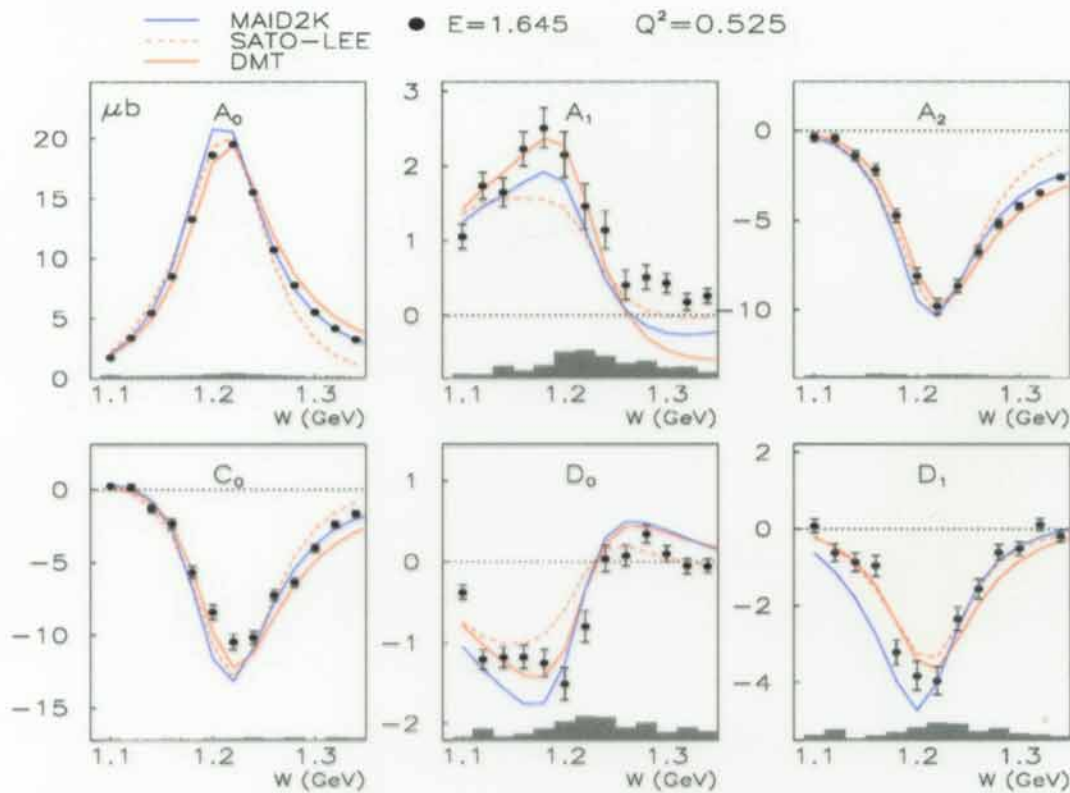 MAID2K
SATO-LEE
DMT
E=1.645 Q²=0.525
μb
A₀
A₁
A₂
20
15
10
5
0
3
2
1
0
0
−5
−10
1.1 1.2 1.3
W (GeV)
1.1 1.2 1.3
W (GeV)
1.1 1.2 1.3
W (GeV)
C₀
D₀
D₁
0
−5
−10
−15
1
0
−1
−2
2
0
−2
−4
1.1 1.2 1.3
W (GeV)
1.1 1.2 1.3
W (GeV)
1.1 1.2 1.3
W (GeV)